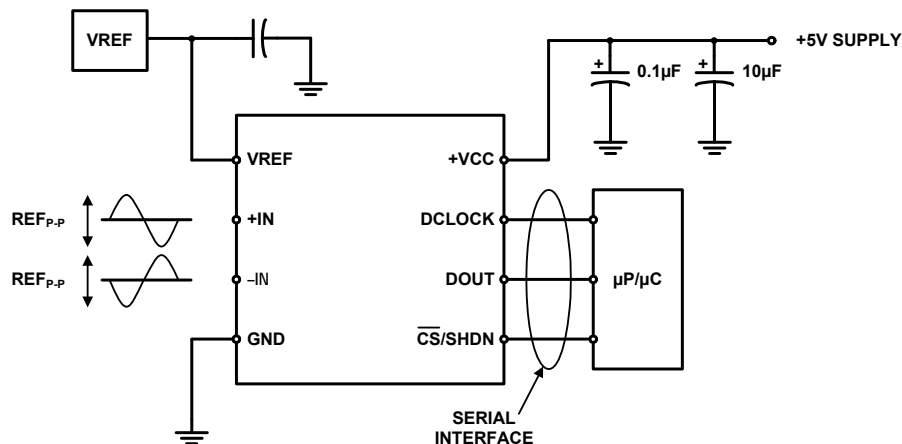 VREF
+5V SUPPLY
+ 0.1µF
+ 10µF
VREF
+VCC
REFP-P
+IN
DCLOCK
REFP-P
–IN
DOUT
µP/µC
GND
CS/SHDN
SERIAL
INTERFACE